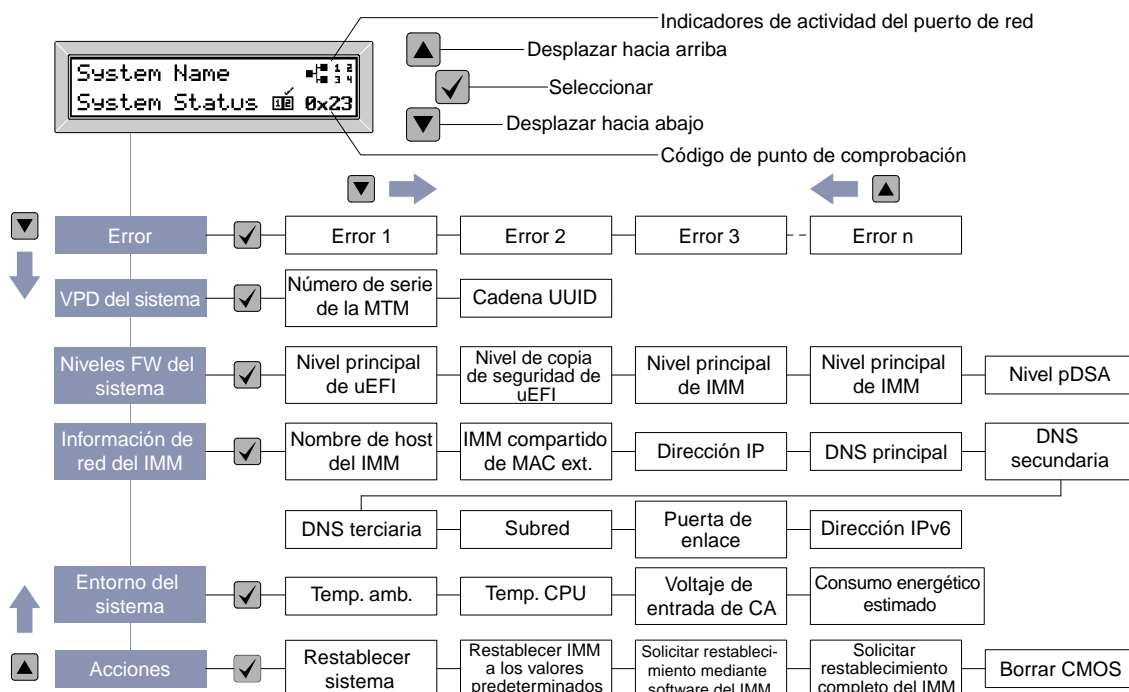 Indicadores de actividad del puerto de red
Desplazar hacia arriba
System Name 1 2
3 4
Seleccionar
System Status 12 0x23
Desplazar hacia abajo
Código de punto de comprobación
Error
Error 1
Error 2
Error 3
Error n
VPD del sistema
Número de serie
de la MTM
Cadena UUID
Niveles FW del
sistema
Nivel principal
de uEFI
Nivel de copia
de seguridad de
uEFI
Nivel principal
de IMM
Nivel principal
de IMM
Nivel pDSA
Información de
red del IMM
Nombre de host
del IMM
IMM compartido
de MAC ext.
Dirección IP
DNS principal
DNS
secundaria
DNS terciaria
Subred
Puerta de
enlace
Dirección IPv6
Entorno del
sistema
Temp. amb.
Temp. CPU
Voltaje de
entrada de CA
Consumo energético
estimado
Acciones
Restablecer
sistema
Restablecer IMM
a los valores
predeterminados
Solicitar restableci-
miento mediante
software del IMM
Solicitar
restablecimiento
completo del IMM
Borrar CMOS